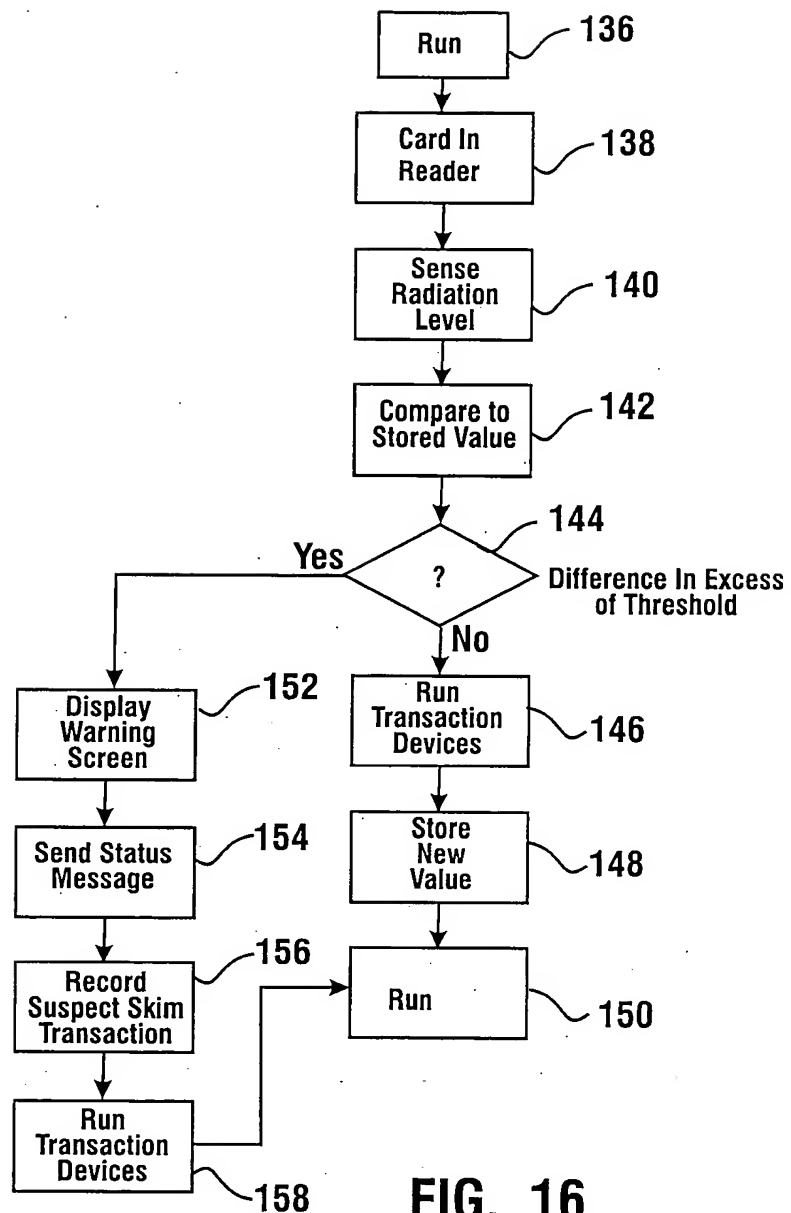 Run
136
Card In
Reader
138
Sense
Radiation
Level
140
Compare to
Stored Value
142
144
Yes
?
Difference In Excess
of Threshold
No
Display
Warning
Screen
152
Run
Transaction
Devices
146
Send Status
Message
154
Store
New
Value
148
Record
Suspect Skim
Transaction
156
Run
150
Run
Transaction
Devices
158
FIG. 16